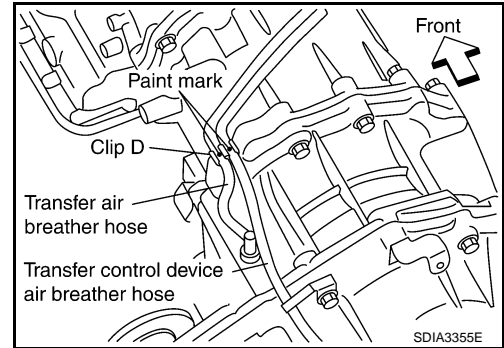 Front
Paint mark
Clip D
Transfer air
breather hose
Transfer control device
air breather hose
SDIA3355E